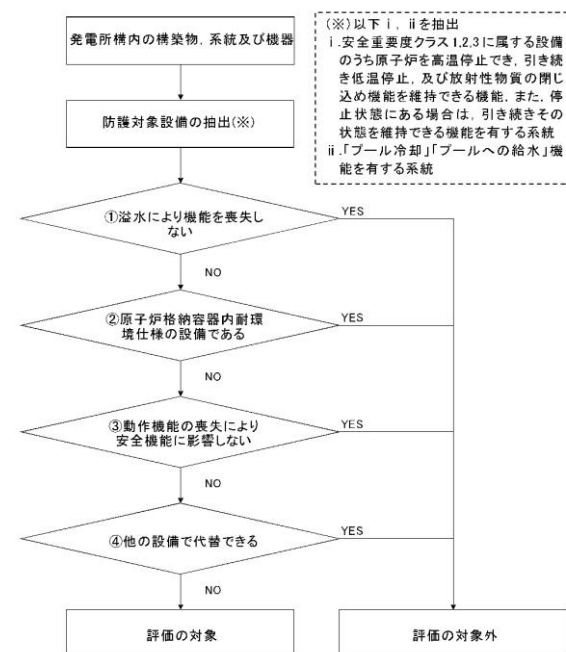 発電所構内の構築物，系統及び機器
(※)以下ⅰ，ⅱを抽出
ⅰ.安全重要度クラス1,2,3に属する設備
のうち原子炉を高温停止でき，引き続
き低温停止，及び放射性物質の閉じ
込め機能を維持できる機能，また，停
止状態にある場合は，引き続きその
状態を維持できる機能を有する系統
ⅱ.「プール冷却」「プールへの給水」機
能を有する系統
防護対象設備の抽出(※)
①溢水により機能を喪失し
ない
YES
NO
②原子炉格納容器内耐環
境仕様の設備である
YES
NO
③動作機能の喪失により
安全機能に影響しない
YES
NO
④他の設備で代替できる
YES
NO
評価の対象
評価の対象外